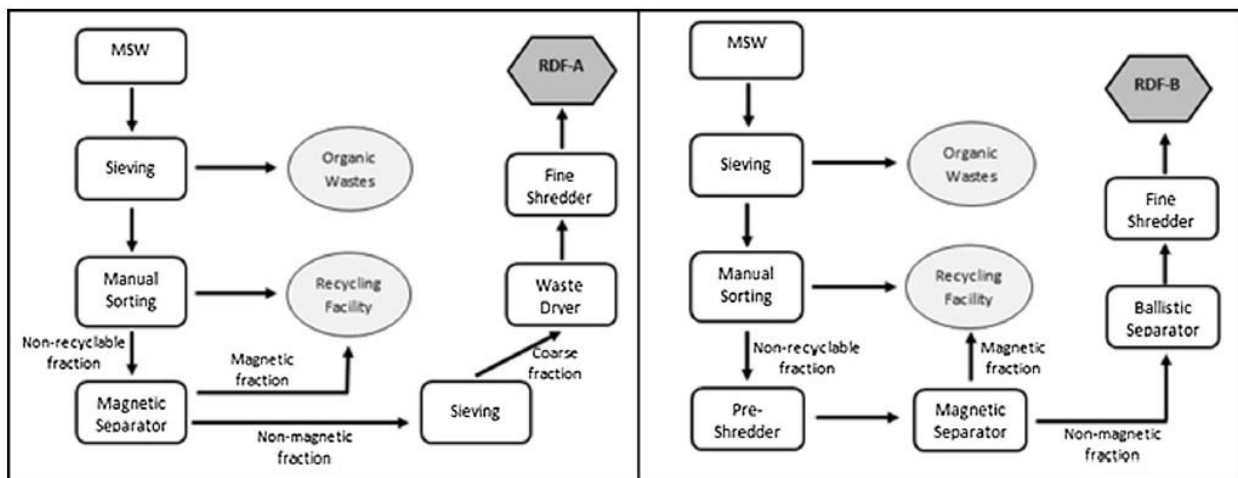 MSW
Sieving
Organic
Wastes
Manual
Sorting
Recycling
Facility
Non-recyclable
fraction
Magnetic
fraction
Magnetic
Separator
Non-magnetic
fraction
Sieving
Coarse
fraction
Waste
Dryer
Fine
Shredder
RDF-A
MSW
Sieving
Organic
Wastes
Manual
Sorting
Recycling
Facility
Non-recyclable
fraction
Pre-
Shredder
Magnetic
fraction
Magnetic
Separator
Non-magnetic
fraction
Ballistic
Separator
Fine
Shredder
RDF-B